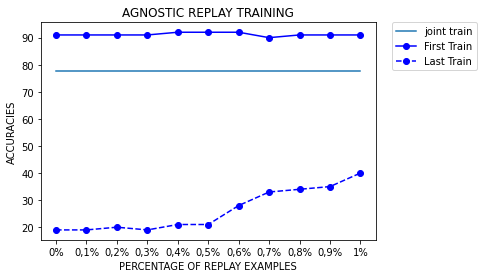 AGNOSTIC REPLAY TRAINING
joint train
First Train
Last Train
ACCURACIES
90
80
70
60
50
40
30
20
0% 0,1% 0,2% 0,3% 0,4% 0,5% 0,6% 0,7% 0,8% 0,9% 1%
PERCENTAGE OF REPLAY EXAMPLES